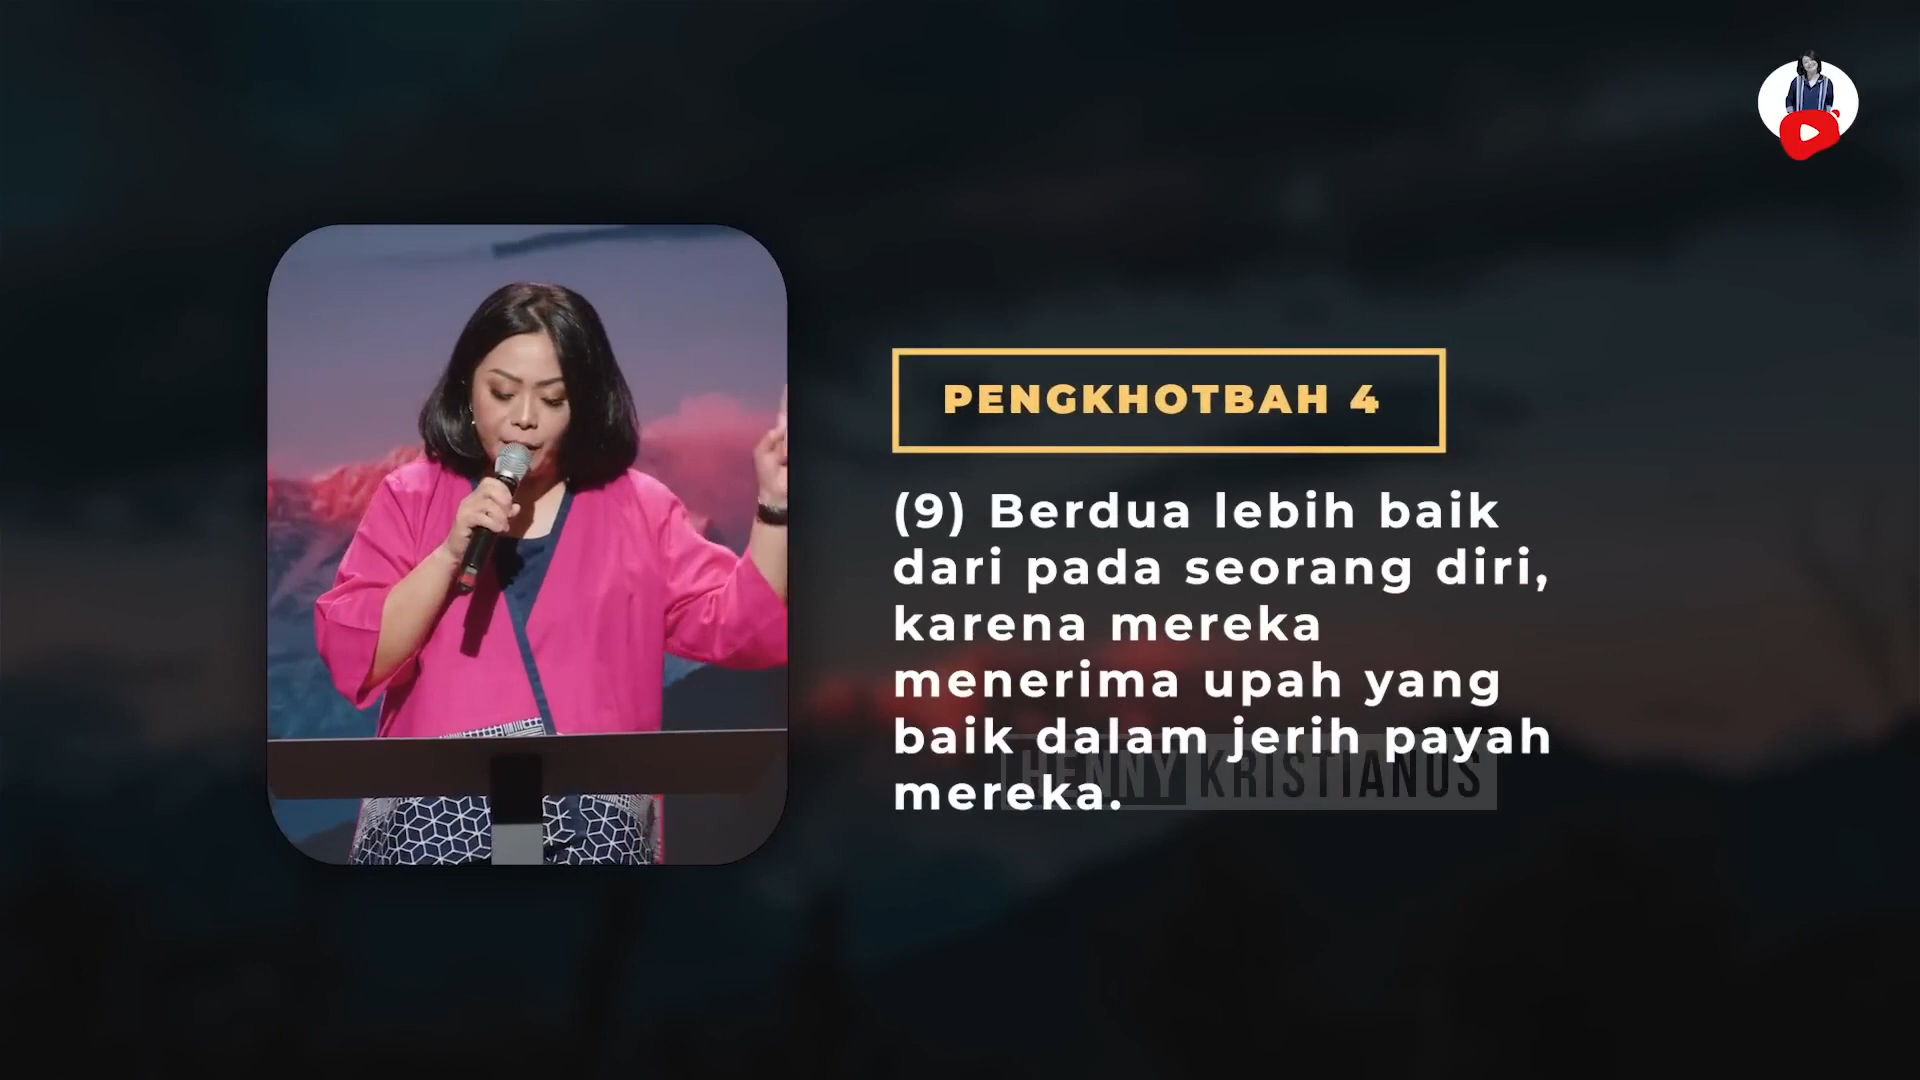 PENGKHOTBAH 4
(9) Berdua lebih baik
dari pada seorang diri,
karena mereka
menerima upah yang
baik dalam jerih payah
mereka.
HENNY KRISTIANUS